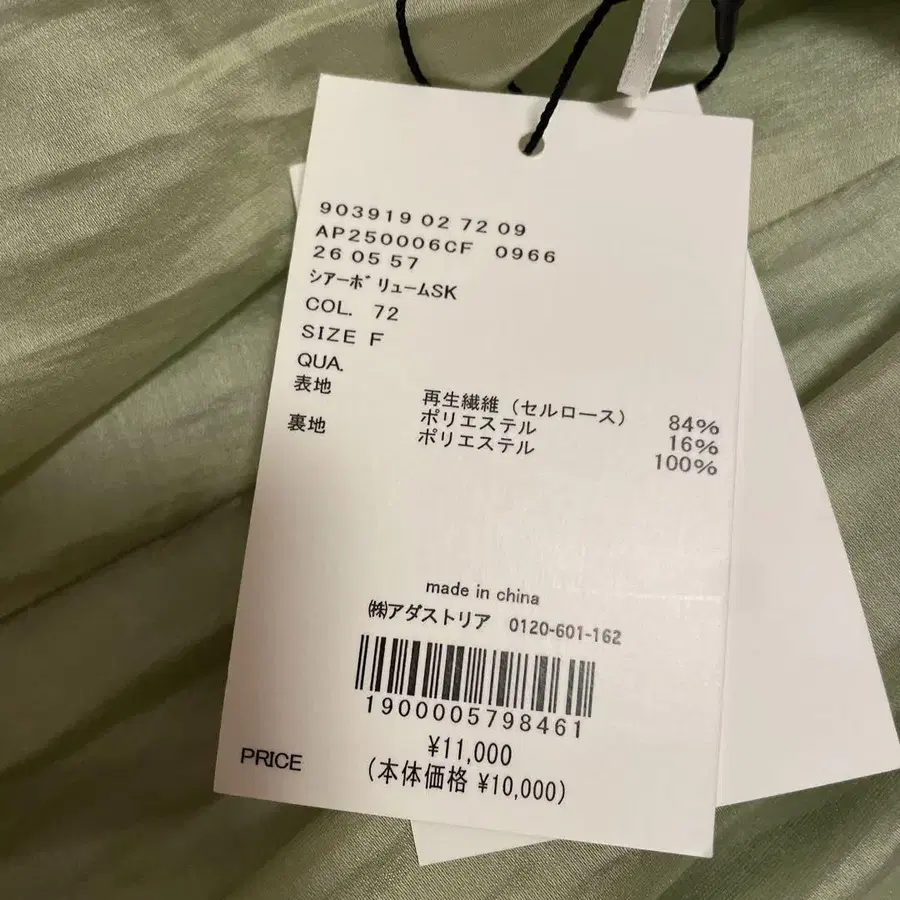 903919 02 72 09
AP250006CF 0966
26 05 57
シアーボリュームSK
COL. 72
SIZE F
QUA.
表地 再生繊維（セルロース） 84%
ポリエステル 16%
裏地 ポリエステル 100%
made in china
㈱アダストリア 0120-601-162
1900005798461
PRICE ¥11,000
(本体価格 ¥10,000)